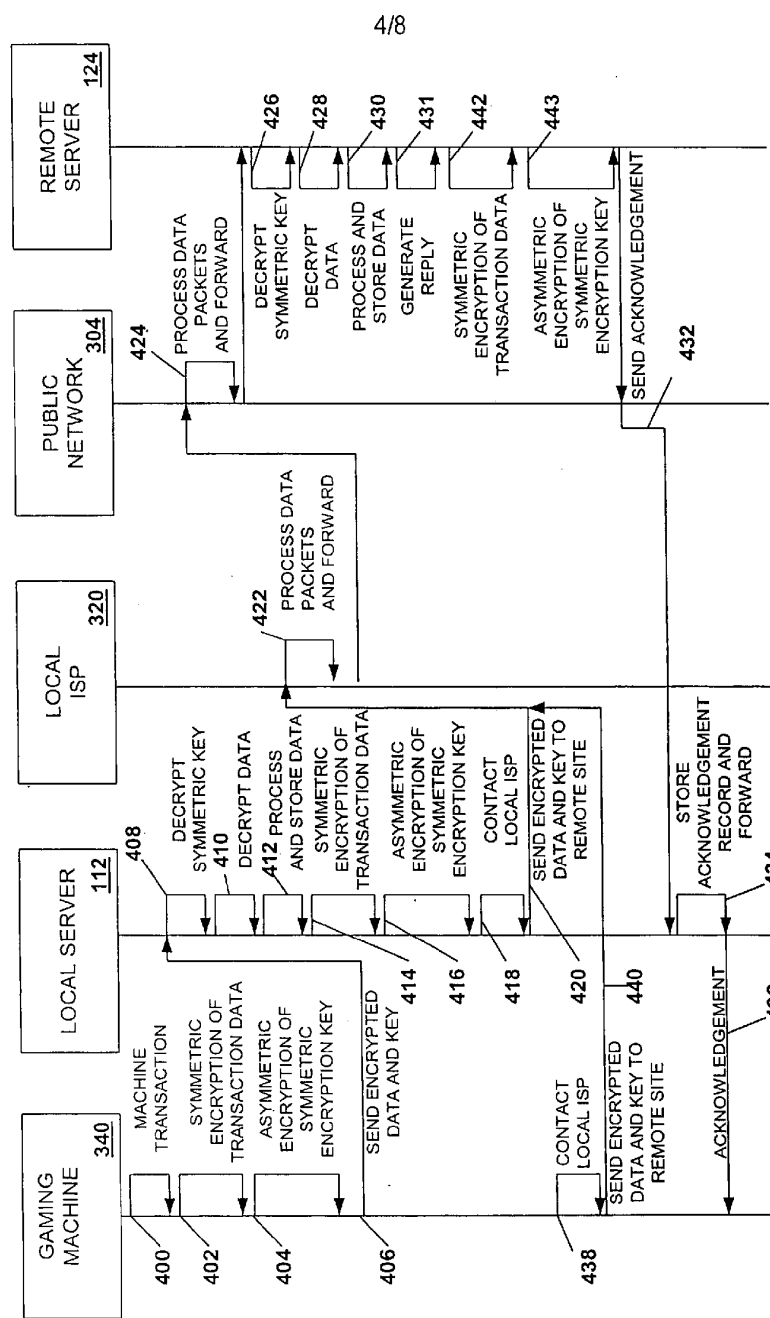 4/8
GAMING
MACHINE
340
LOCAL SERVER
112
LOCAL
ISP
320
PUBLIC
NETWORK
304
REMOTE
SERVER
124
400
MACHINE
TRANSACTION
402
SYMMETRIC
ENCRYPTION OF
TRANSACTION DATA
404
ASYMMETRIC
ENCRYPTION OF
SYMMETRIC
ENCRYPTION KEY
406
SEND ENCRYPTED
DATA AND KEY
408
DECRYPT
SYMMETRIC KEY
410
DECRYPT DATA
412
PROCESS
AND STORE DATA
414
SYMMETRIC
ENCRYPTION OF
TRANSACTION DATA
416
ASYMMETRIC
ENCRYPTION OF
SYMMETRIC
ENCRYPTION KEY
418
CONTACT
LOCAL ISP
420
SEND ENCRYPTED
DATA AND KEY TO
REMOTE SITE
422
PROCESS DATA
PACKETS
AND FORWARD
424
PROCESS DATA
PACKETS
AND FORWARD
426
DECRYPT
SYMMETRIC KEY
428
DECRYPT
DATA
430
PROCESS AND
STORE DATA
431
GENERATE
REPLY
442
SYMMETRIC
ENCRYPTION OF
TRANSACTION DATA
443
ASYMMETRIC
ENCRYPTION OF
SYMMETRIC
ENCRYPTION KEY
SEND ACKNOWLEDGEMENT
432
438
CONTACT
LOCAL ISP
440
SEND ENCRYPTED
DATA AND KEY TO
REMOTE SITE
STORE
ACKNOWLEDGEMENT
RECORD AND
FORWARD
ACKNOWLEDGEMENT